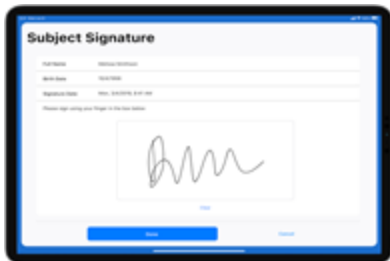 Subject Signature
Full Name
Birth Date
Signature Date Mon,
Please sign using your finger in the box below
Clear
Done
Cancel